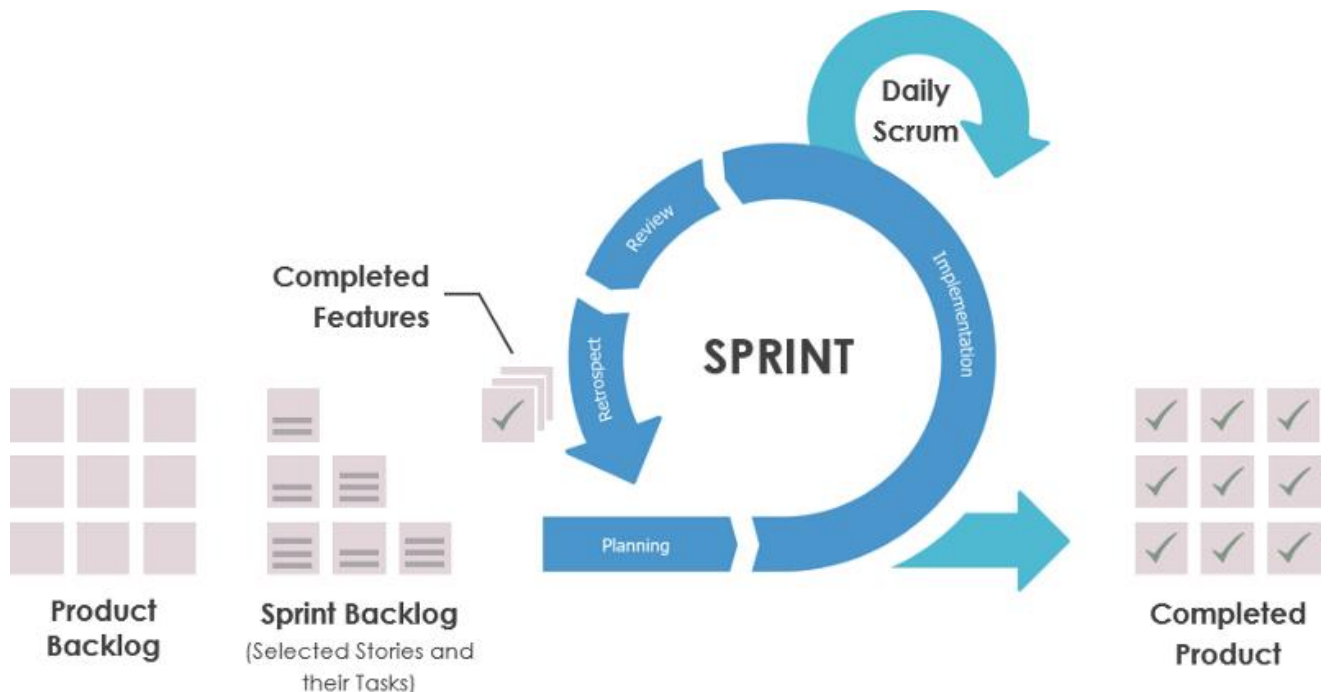 Daily
Scrum
Review
Implementation
Completed
Features
SPRINT
Retrospect
Planning
Product
Backlog
Sprint Backlog
(Selected Stories and
their Tasks)
Completed
Product